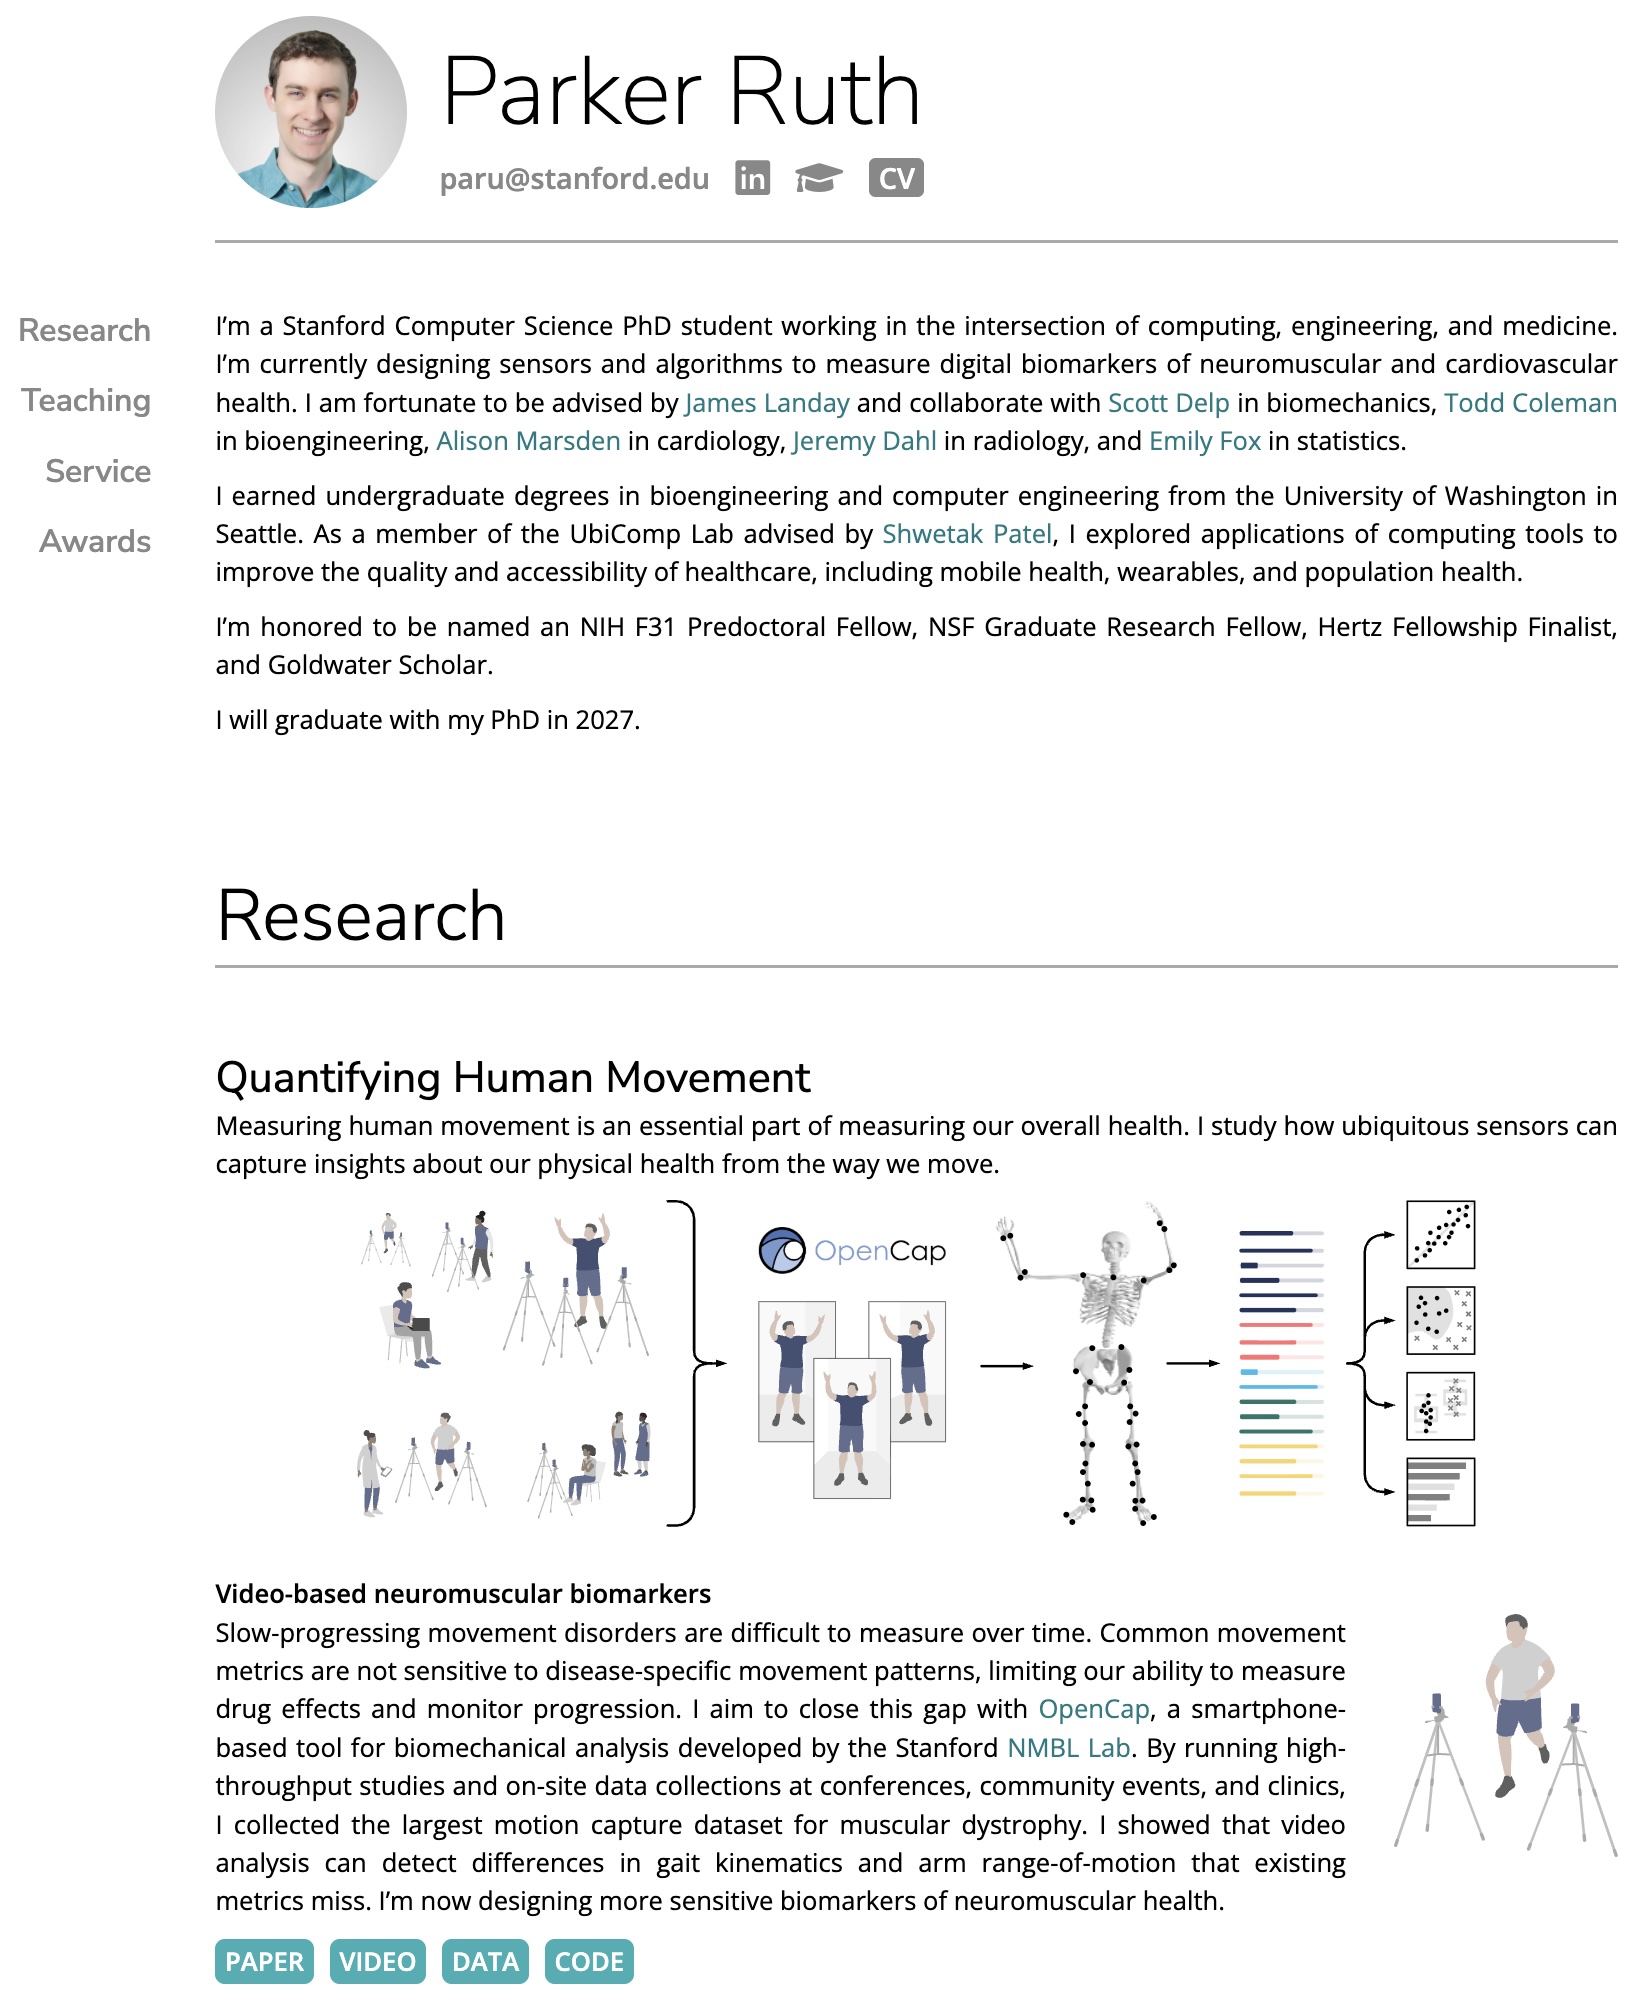 Parker Ruth
paru@stanford.edu in CV
Research
Teaching
Service
Awards
I’m a Stanford Computer Science PhD student working in the intersection of computing, engineering, and medicine.
I’m currently designing sensors and algorithms to measure digital biomarkers of neuromuscular and cardiovascular
health. I am fortunate to be advised by James Landay and collaborate with Scott Delp in biomechanics, Todd Coleman
in bioengineering, Alison Marsden in cardiology, Jeremy Dahl in radiology, and Emily Fox in statistics.
I earned undergraduate degrees in bioengineering and computer engineering from the University of Washington in
Seattle. As a member of the UbiComp Lab advised by Shwetak Patel, I explored applications of computing tools to
improve the quality and accessibility of healthcare, including mobile health, wearables, and population health.
I’m honored to be named an NIH F31 Predoctoral Fellow, NSF Graduate Research Fellow, Hertz Fellowship Finalist,
and Goldwater Scholar.
I will graduate with my PhD in 2027.
Research
Quantifying Human Movement
Measuring human movement is an essential part of measuring our overall health. I study how ubiquitous sensors can
capture insights about our physical health from the way we move.
OpenCap
Video-based neuromuscular biomarkers
Slow-progressing movement disorders are difficult to measure over time. Common movement
metrics are not sensitive to disease-specific movement patterns, limiting our ability to measure
drug effects and monitor progression. I aim to close this gap with OpenCap, a smartphone-
based tool for biomechanical analysis developed by the Stanford NMBL Lab. By running high-
throughput studies and on-site data collections at conferences, community events, and clinics,
I collected the largest motion capture dataset for muscular dystrophy. I showed that video
analysis can detect differences in gait kinematics and arm range-of-motion that existing
metrics miss. I’m now designing more sensitive biomarkers of neuromuscular health.
PAPER VIDEO DATA CODE